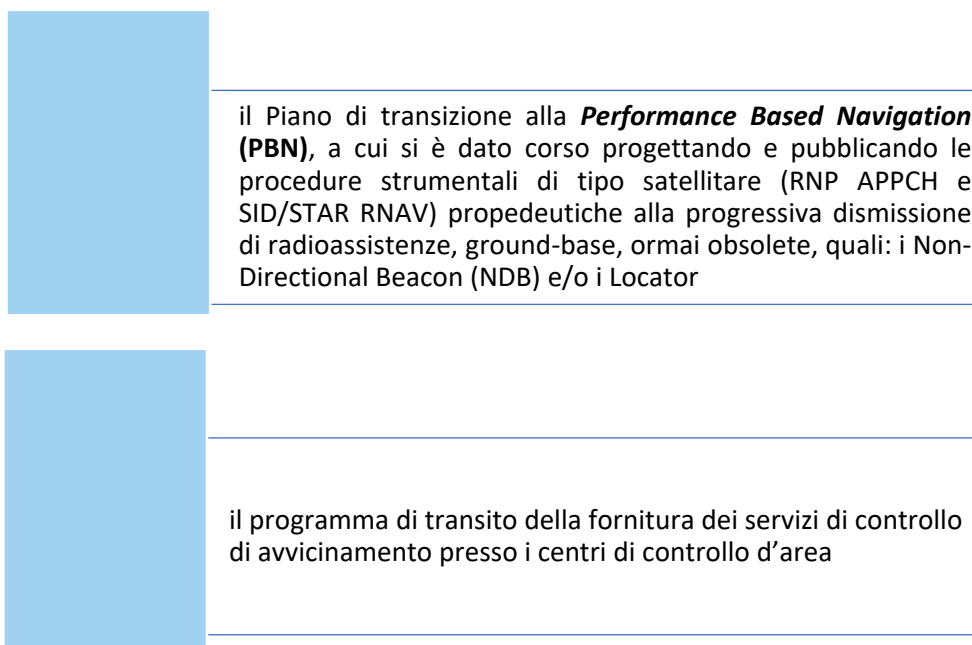 il Piano di transizione alla Performance Based Navigation
(PBN), a cui si è dato corso progettando e pubblicando le
procedure strumentali di tipo satellitare (RNP APPCH e
SID/STAR RNAV) propedeutiche alla progressiva dismissione
di radioassistenze, ground-base, ormai obsolete, quali: i Non-
Directional Beacon (NDB) e/o i Locator
il programma di transito della fornitura dei servizi di controllo
di avvicinamento presso i centri di controllo d’area